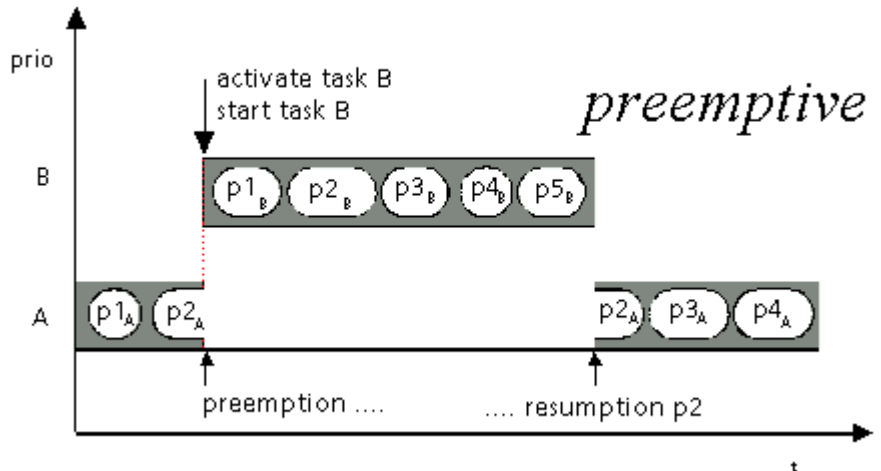 prio
activate task B
start task B
preemptive
B
p1B p2B p3B p4B p5B
A
p1A p2A p2A p3A p4A
preemption .... .... resumption p2
t